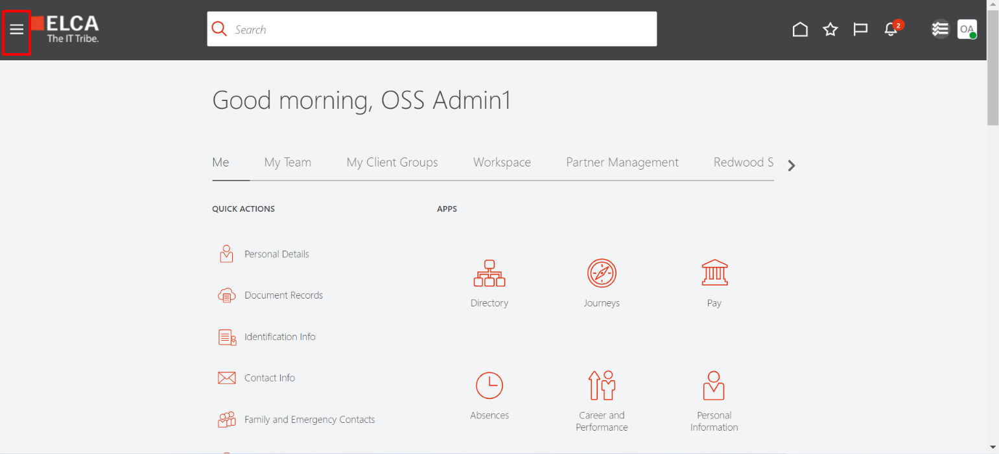 ELCA
The IT Tribe.
Search
2
OA
Good morning, OSS Admin1
Me
My Team
My Client Groups
Workspace
Partner Management
Redwood S
QUICK ACTIONS
APPS
Personal Details
Document Records
Identification Info
Contact Info
Family and Emergency Contacts
Directory
Journeys
Pay
Absences
Career and
Performance
Personal
Information